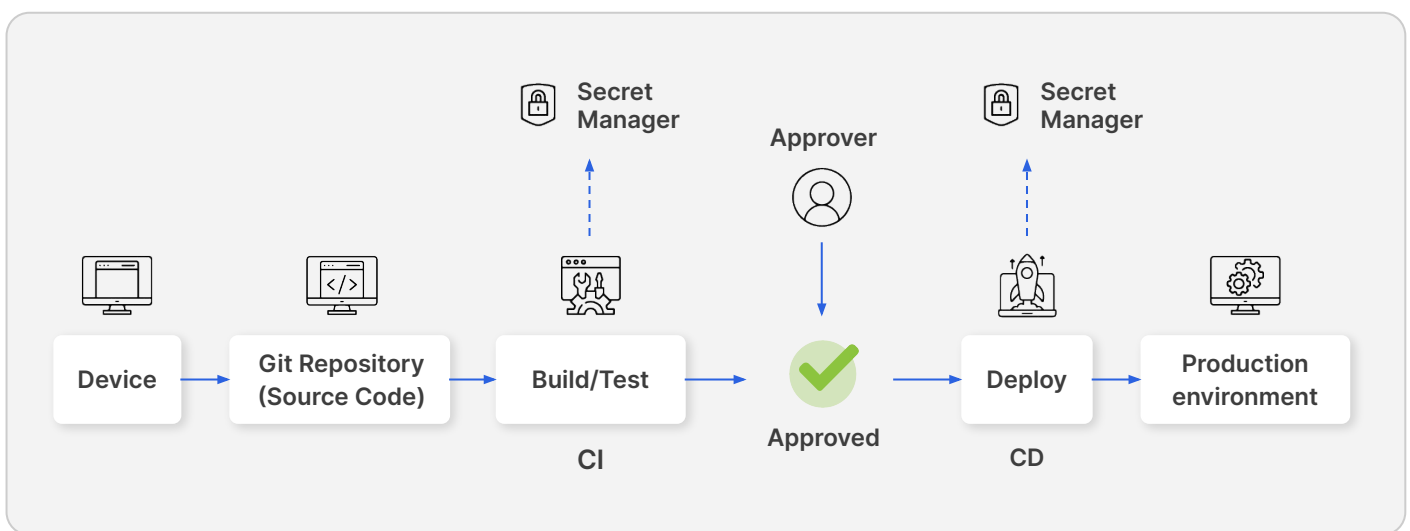 Secret
Manager
Secret
Manager
Approver
</>
Device
Git Repository
(Source Code)
Build/Test
Approved
Deploy
Production
environment
CI
CD